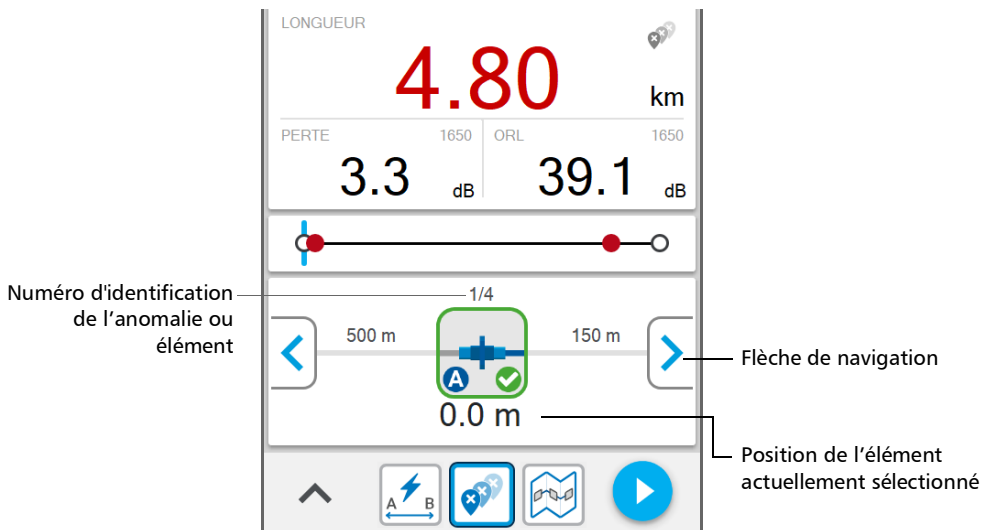 LONGUEUR
4.80
km
PERTE 1650 ORL 1650
3.3 dB 39.1 dB
Numéro d'identification
de l'anomalie ou
élément
1/4
500 m 150 m
A
0.0 m
Flèche de navigation
Position de l’élément
actuellement sélectionné
A B